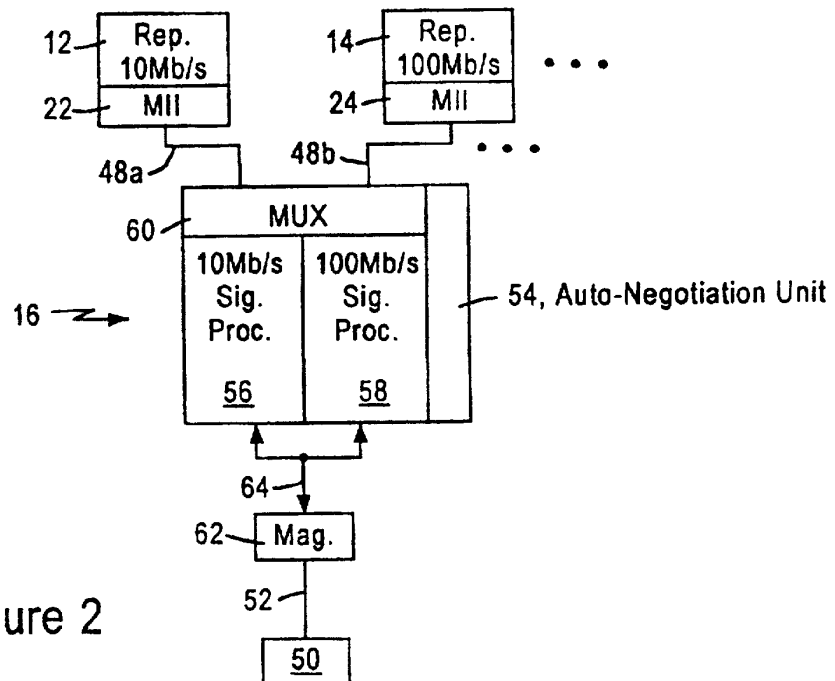 12
Rep.
10Mb/s
22
MII
14
Rep.
100Mb/s
24
MII
48a
48b
60
MUX
10Mb/s
Sig.
Proc.
56
100Mb/s
Sig.
Proc.
58
54, Auto-Negotiation Unit
16
64
62
Mag.
52
ure 2
50